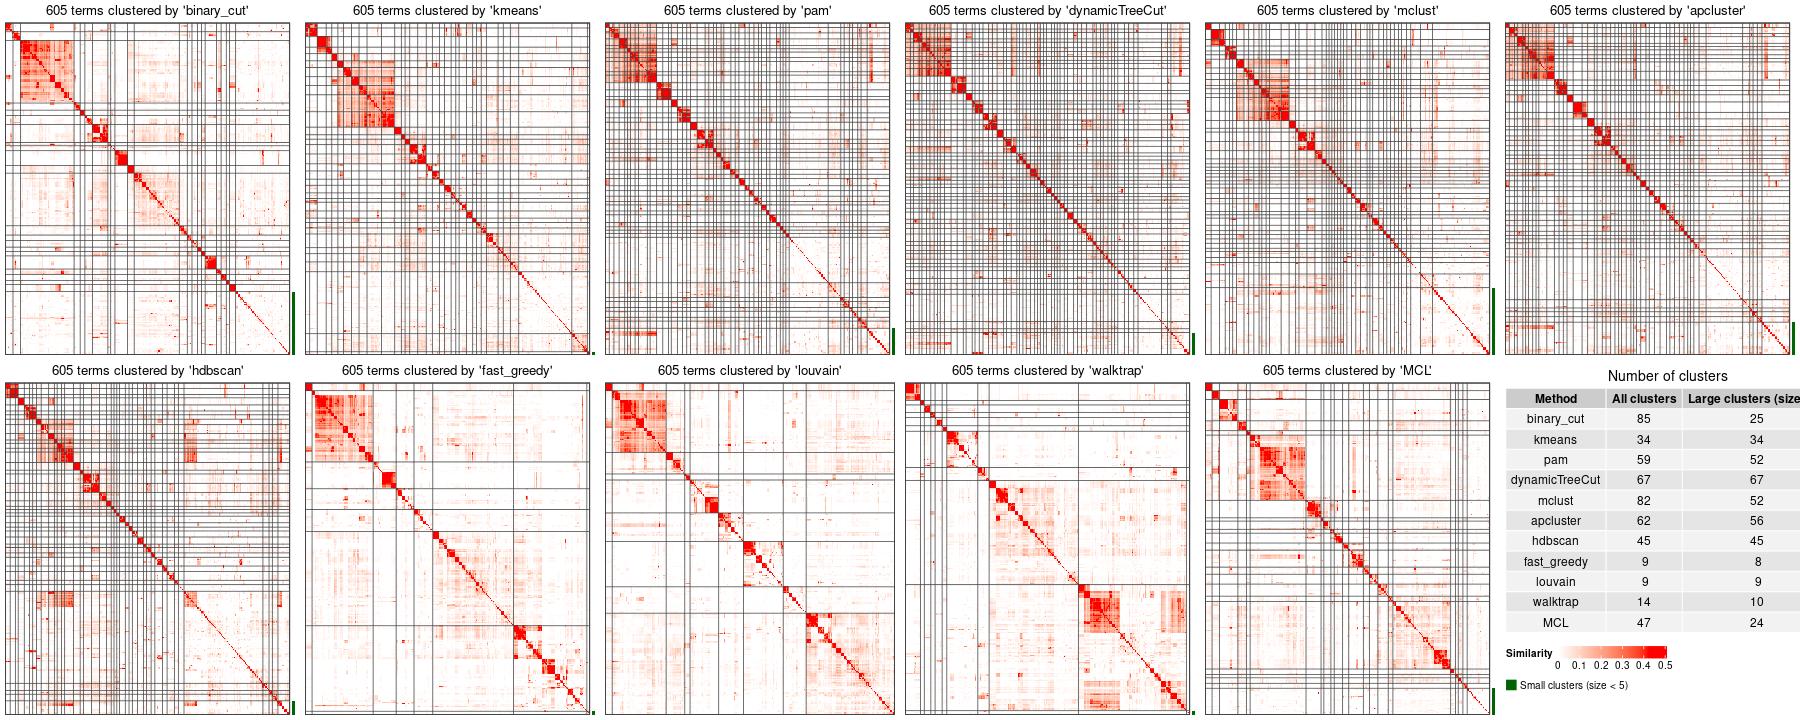 605 terms clustered by 'binary_cut'
605 terms clustered by 'kmeans'
605 terms clustered by 'pam'
605 terms clustered by 'dynamicTreeCut'
605 terms clustered by 'mclust'
605 terms clustered by 'apcluster'
605 terms clustered by 'hdbscan'
605 terms clustered by 'fast_greedy'
605 terms clustered by 'louvain'
605 terms clustered by 'walktrap'
605 terms clustered by 'MCL'
Number of clusters
Method All clusters Large clusters (size
binary_cut 85 25
kmeans 34 34
pam 59 52
dynamicTreeCut 67 67
mclust 82 52
apcluster 62 56
hdbscan 45 45
fast_greedy 9 8
louvain 9 9
walktrap 14 10
MCL 47 24
Similarity
0 0.1 0.2 0.3 0.4 0.5
Small clusters (size < 5)